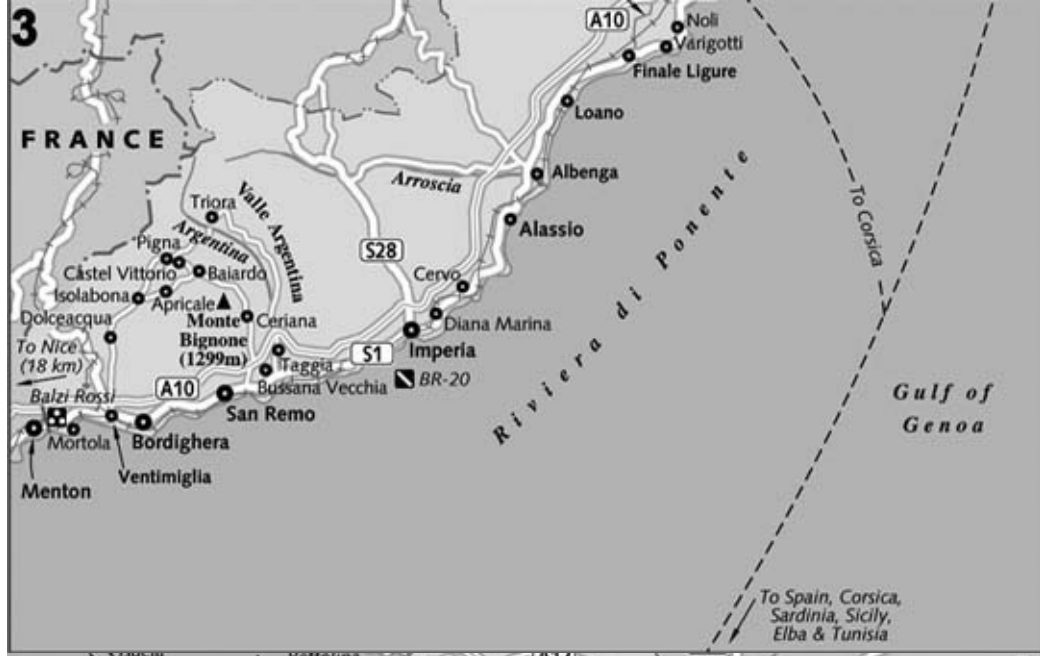 3
A10
Noli
Varigotti
Finale Ligure
Loano
FRANCE
Albenga
Arroscia
Triora
Valle Argentina
Argentina
Alassio
To Corsica
Riviera di Ponente
Pigna
S28
Castel Vittorio
Baiardo
Cervo
Isolabona
Apricale
Dolceacqua
Monte
Bignone
(1299m)
Ceriana
Diana Marina
To Nice
(18 km)
Imperia
S1
Taggia
BR-20
A10
Bussana Vecchia
Balzi Rossi
San Remo
Gulf of
Genoa
Mortola
Bordighera
Ventimiglia
Menton
To Spain, Corsica,
Sardinia, Sicily,
Elba & Tunisia